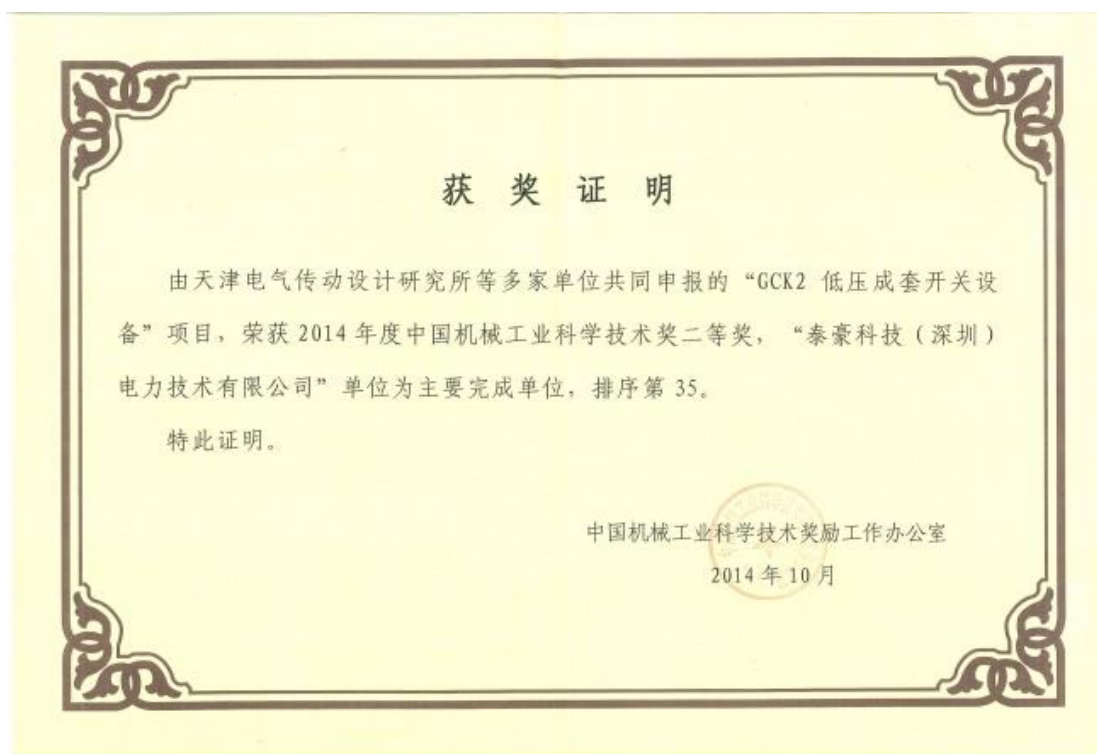 获奖证明
由天津电气传动设计研究所等多家单位共同申报的“GCK2 低压成套开关设
备”项目，荣获 2014 年度中国机械工业科学技术奖二等奖，“泰豪科技（深圳）
电力技术有限公司”单位为主要完成单位，排序第 35。
特此证明。
中国机械工业科学技术奖励工作办公室
2014 年 10 月